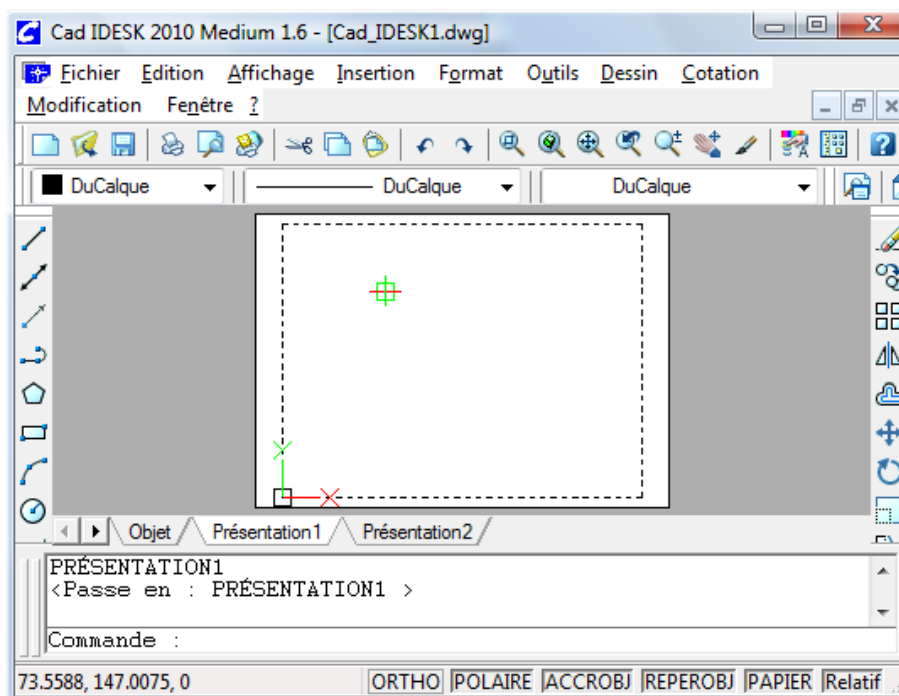 Cad IDESK 2010 Medium 1.6 - [Cad_IDESK1.dwg]
Fichier Edition Affichage Insertion Format Outils Dessin Cotation
Modification Fenêtre ?
DuCalque DuCalque DuCalque
Y
X
Objet Présentation1 Présentation2
PRÉSENTATION1
<Passe en : PRÉSENTATION1 >
Commande :
73.5588, 147.0075, 0 ORTHO POLAIRE ACCROBJ REPEROBJ PAPIER Relatif